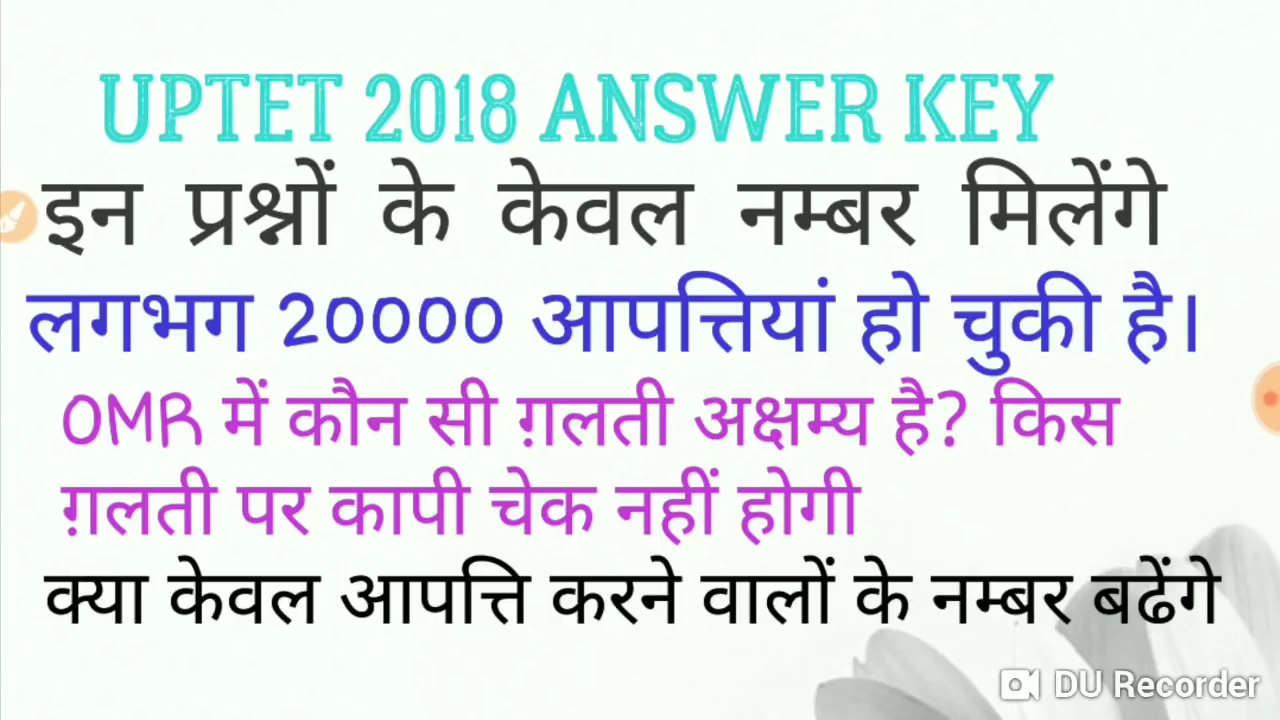 UPTET 2018 ANSWER KEY
इन प्रश्नों के केवल नम्बर मिलेंगे
लगभग 20000 आपत्तियां हो चुकी है।
OMR में कौन सी ग़लती अक्षम्य है? किस
ग़लती पर कापी चेक नहीं होगी
क्या केवल आपत्ति करने वालों के नम्बर बढेंगे
DU Recorder